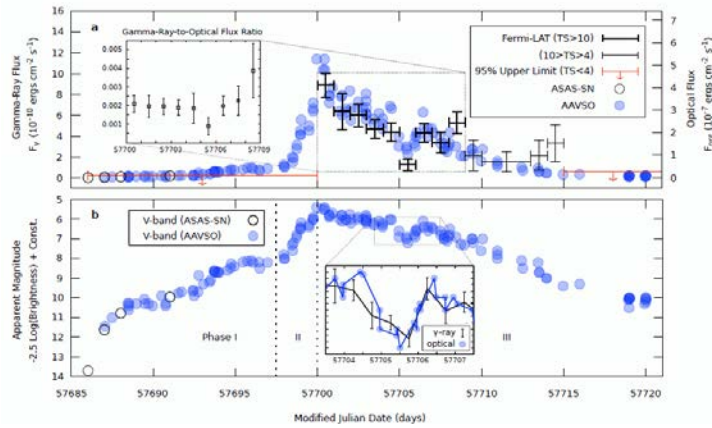 a
Gamma-Ray-to-Optical Flux Ratio
0.005
0.004
0.003
0.002
0.001
57700 57703 57706 57709
Gamma-Ray Flux
Fγ (10⁻¹⁰ ergs cm⁻² s⁻¹)
16
14
12
10
8
6
4
2
0
Fermi-LAT (TS>10)
(10>TS>4)
95% Upper Limit (TS<4)
ASAS-SN
AAVSO
7
6
5
4
3
2
1
0
Optical Flux
(10⁻⁷ ergs cm⁻² s⁻¹)
b
V-band (ASAS-SN)
V-band (AAVSO)
Apparent Magnitude
-2.5 Log(Brightness) + Const.
5
6
7
8
9
10
11
12
13
14
Phase I
II
III
γ-ray
optical
57704 57705 57706 57707
57685 57690 57695 57700 57705 57710 57715 57720
Modified Julian Date (days)